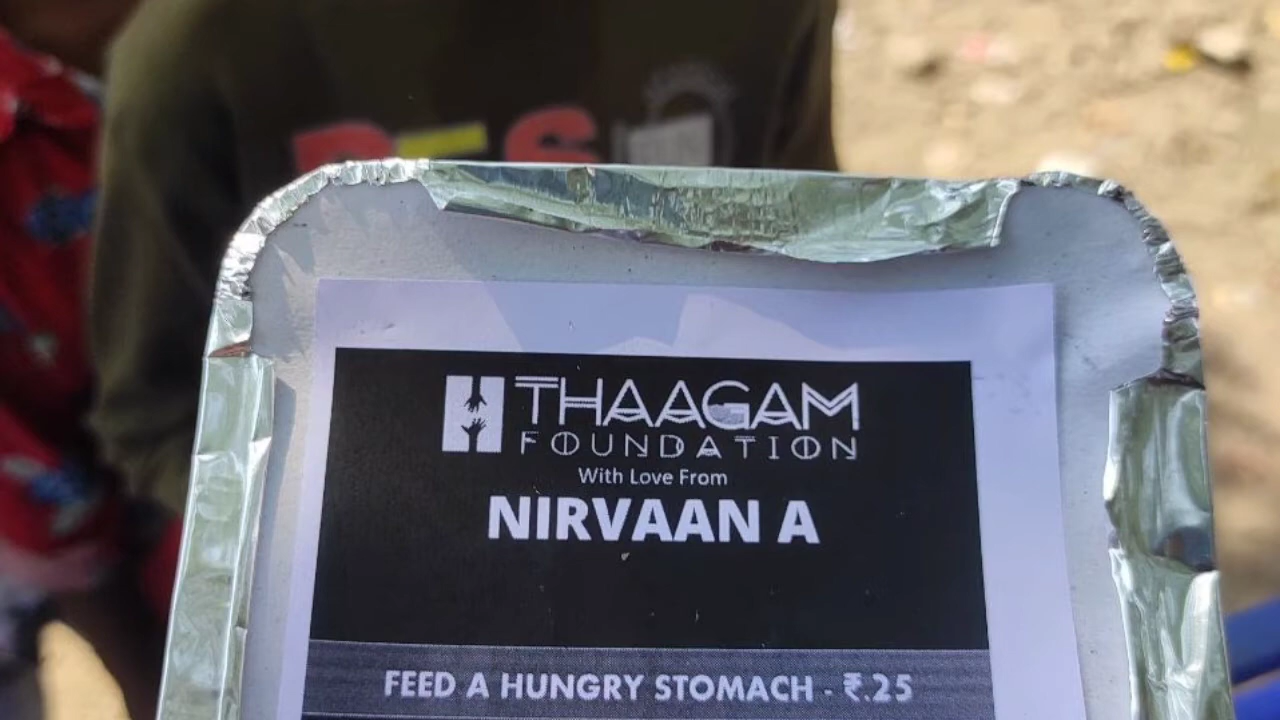 THAAGAM
FOUNDATION
With Love From
NIRVAAN A
FEED A HUNGRY STOMACH - ₹.25